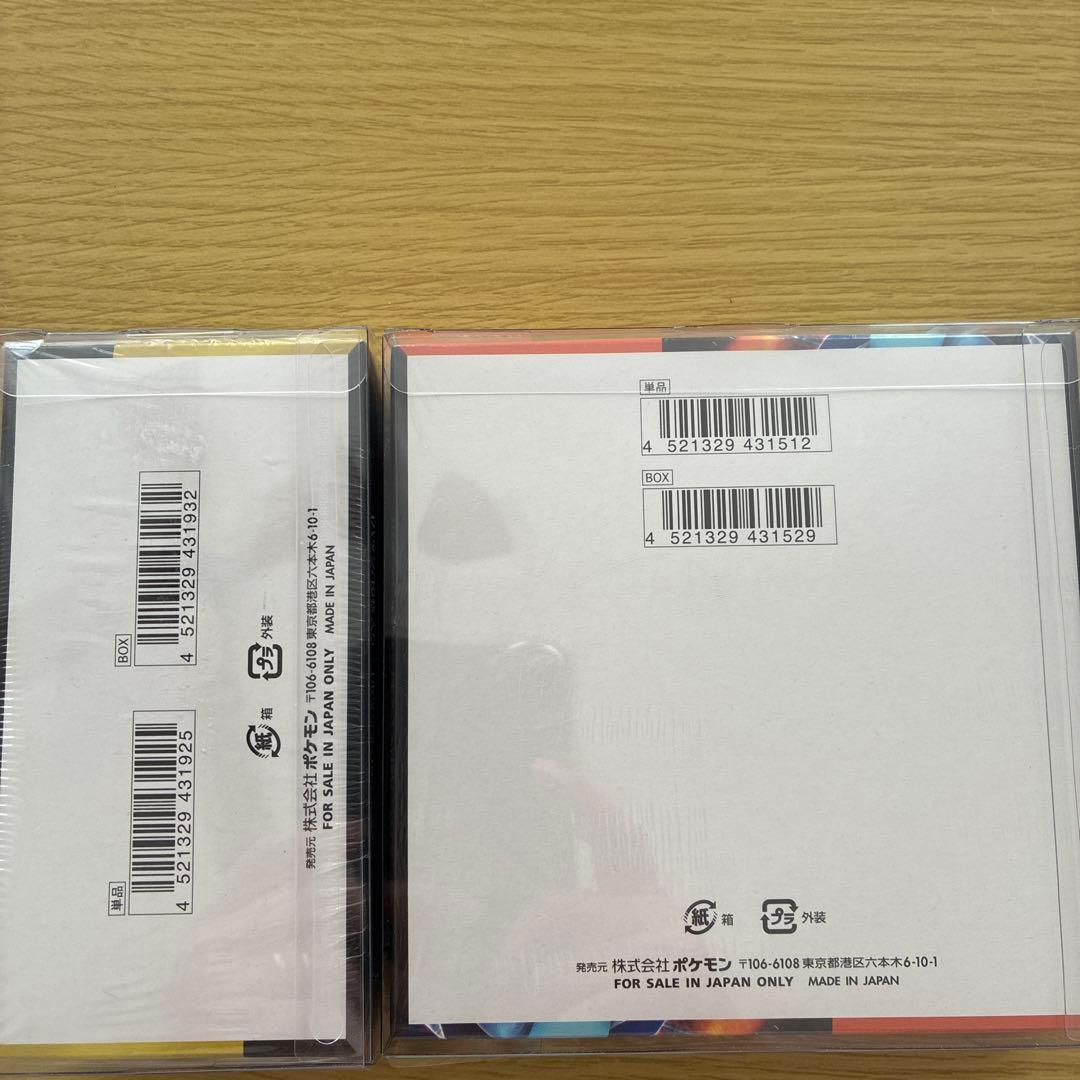 BOX
4 521329 431932
単品
4 521329 431925
プラ 外装
紙 箱
発売元 株式会社 ポケモン 〒106-6108 東京都港区六本木6-10-1
FOR SALE IN JAPAN ONLY MADE IN JAPAN
単品
4 521329 431512
BOX
4 521329 431529
紙 箱 プラ 外装
発売元 株式会社 ポケモン 〒106-6108 東京都港区六本木6-10-1
FOR SALE IN JAPAN ONLY MADE IN JAPAN